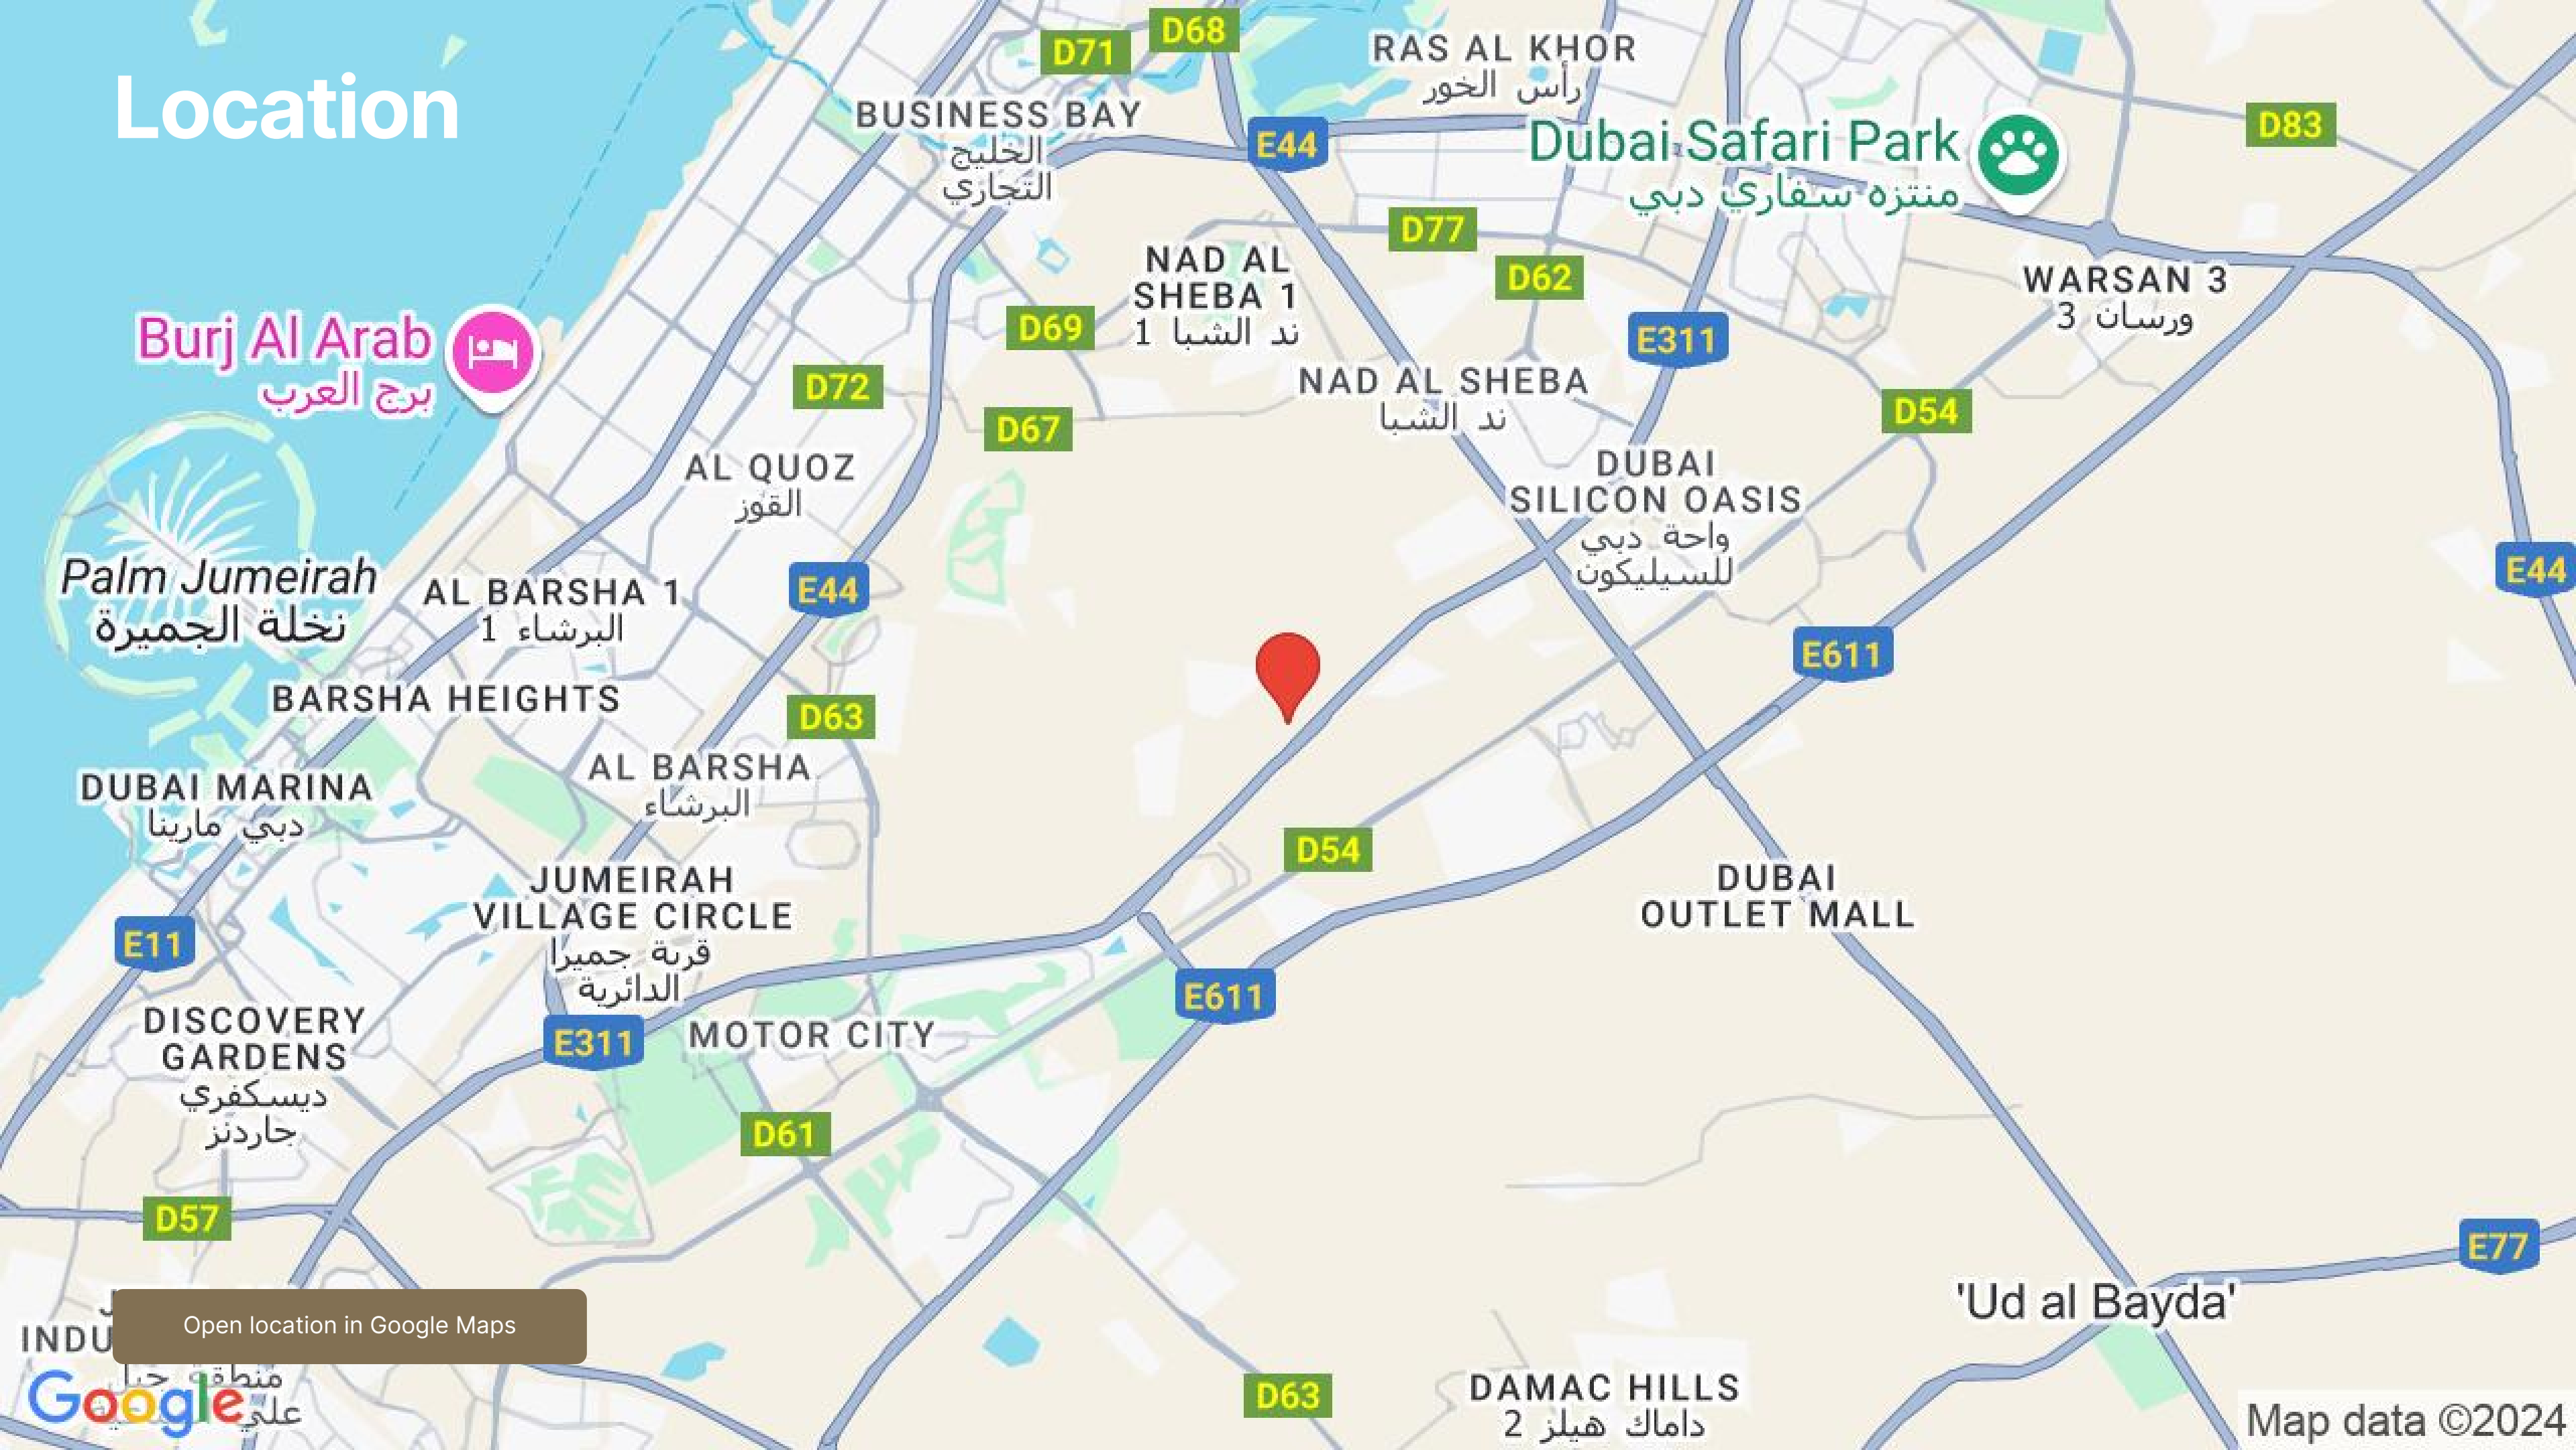 Location
D71
D68
RAS AL KHOR
رأس الخور
BUSINESS BAY
الخليج
التجاري
E44
Dubai Safari Park
منتزه سفاري دبي
D83
D77
NAD AL
SHEBA 1
ند الشبا 1
D62
WARSAN 3
ورسان 3
Burj Al Arab
برج العرب
D69
E311
D72
NAD AL SHEBA
ند الشبا
D67
D54
AL QUOZ
القوز
DUBAI
SILICON OASIS
واحة دبي
للسيليكون
Palm Jumeirah
نخلة الجميرة
AL BARSHA 1
البرشاء 1
E44
E44
BARSHA HEIGHTS
D63
E611
AL BARSHA
البرشاء
DUBAI MARINA
دبي مارينا
D54
JUMEIRAH
VILLAGE CIRCLE
قرية جميرا
الدائرية
DUBAI
OUTLET MALL
E11
E611
DISCOVERY
GARDENS
ديسكفري
جاردنز
E311
MOTOR CITY
D61
D57
E77
'Ud al Bayda'
Open location in Google Maps
منطقة جبل
Google
D63
DAMAC HILLS
داماك هيلز 2
Map data ©2024